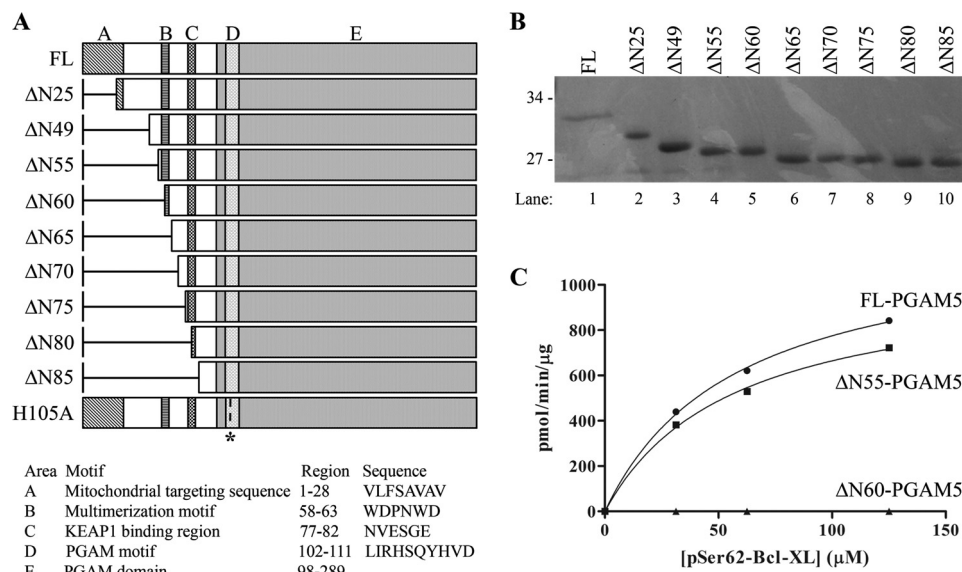 A
A B C D E
FL
ΔN25
ΔN49
ΔN55
ΔN60
ΔN65
ΔN70
ΔN75
ΔN80
ΔN85
H105A
*
Area Motif Region Sequence
A Mitochondrial targeting sequence 1-28 VLFSAVAV
B Multimerization motif 58-63 WDPNWD
C KEAP1 binding region 77-82 NVESGE
D PGAM motif 102-111 LIRHSQYHVD
E PGAM domain 98-289
B
FL ΔN25 ΔN49 ΔN55 ΔN60 ΔN65 ΔN70 ΔN75 ΔN80 ΔN85
34 -
27 -
Lane: 1 2 3 4 5 6 7 8 9 10
C
1000
800
600
400
200
0
pmol/min/μg
FL-PGAM5
ΔN55-PGAM5
ΔN60-PGAM5
0 50 100 150
[pSer62-Bcl-XL] (μM)